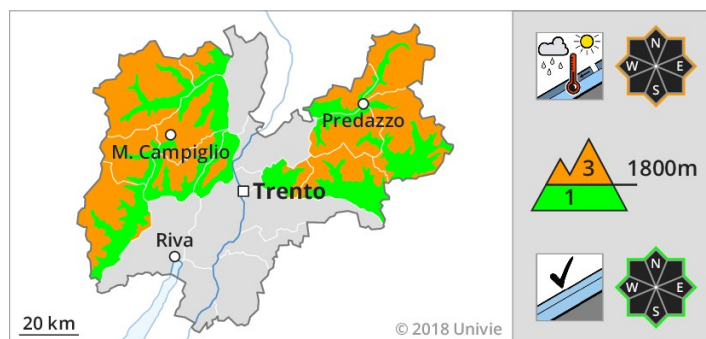 N
W E
S
Predazzo
M. Campiglio
3 1800m
1
Trento
Riva
N
W E
S
20 km
© 2018 Univie